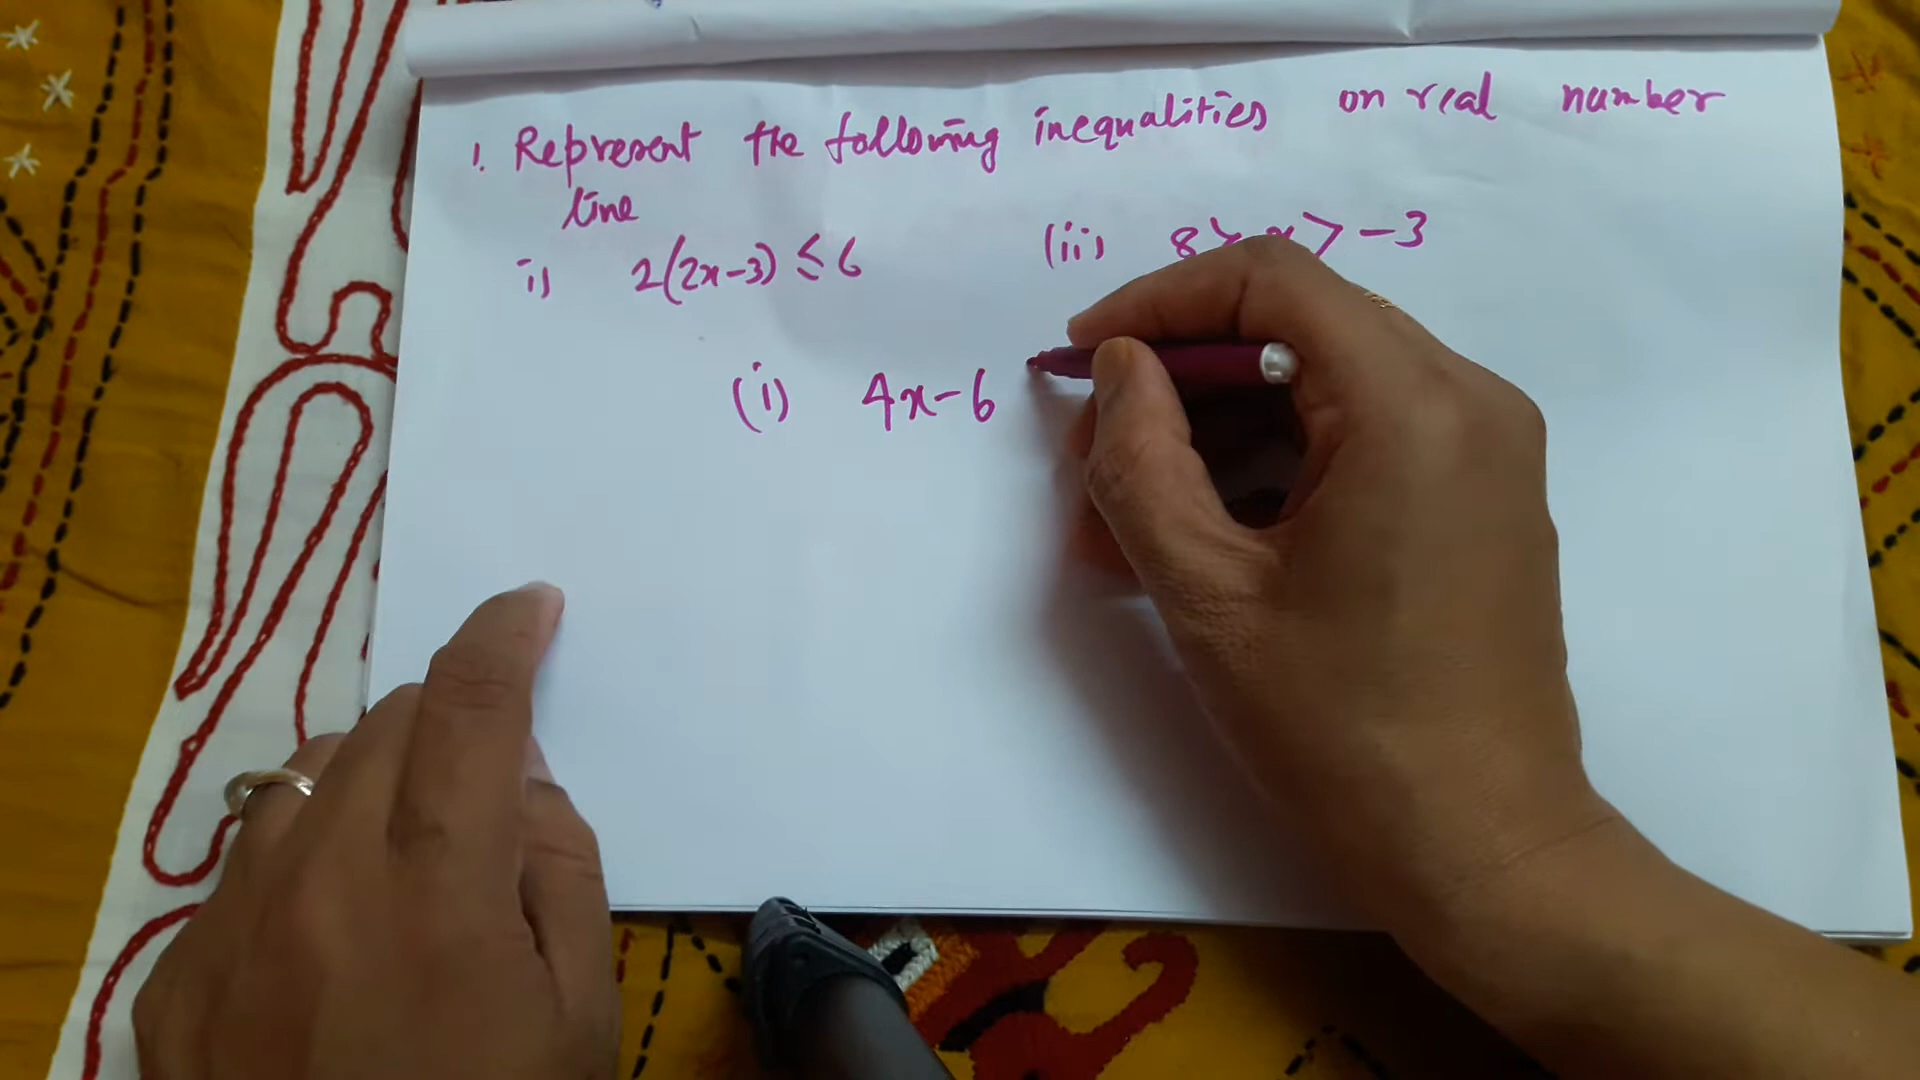 1. Represent the following inequalities on real number
line
i) 2(2x-3) ≤ 6 (ii) 8 > x > -3
(i) 4x-6